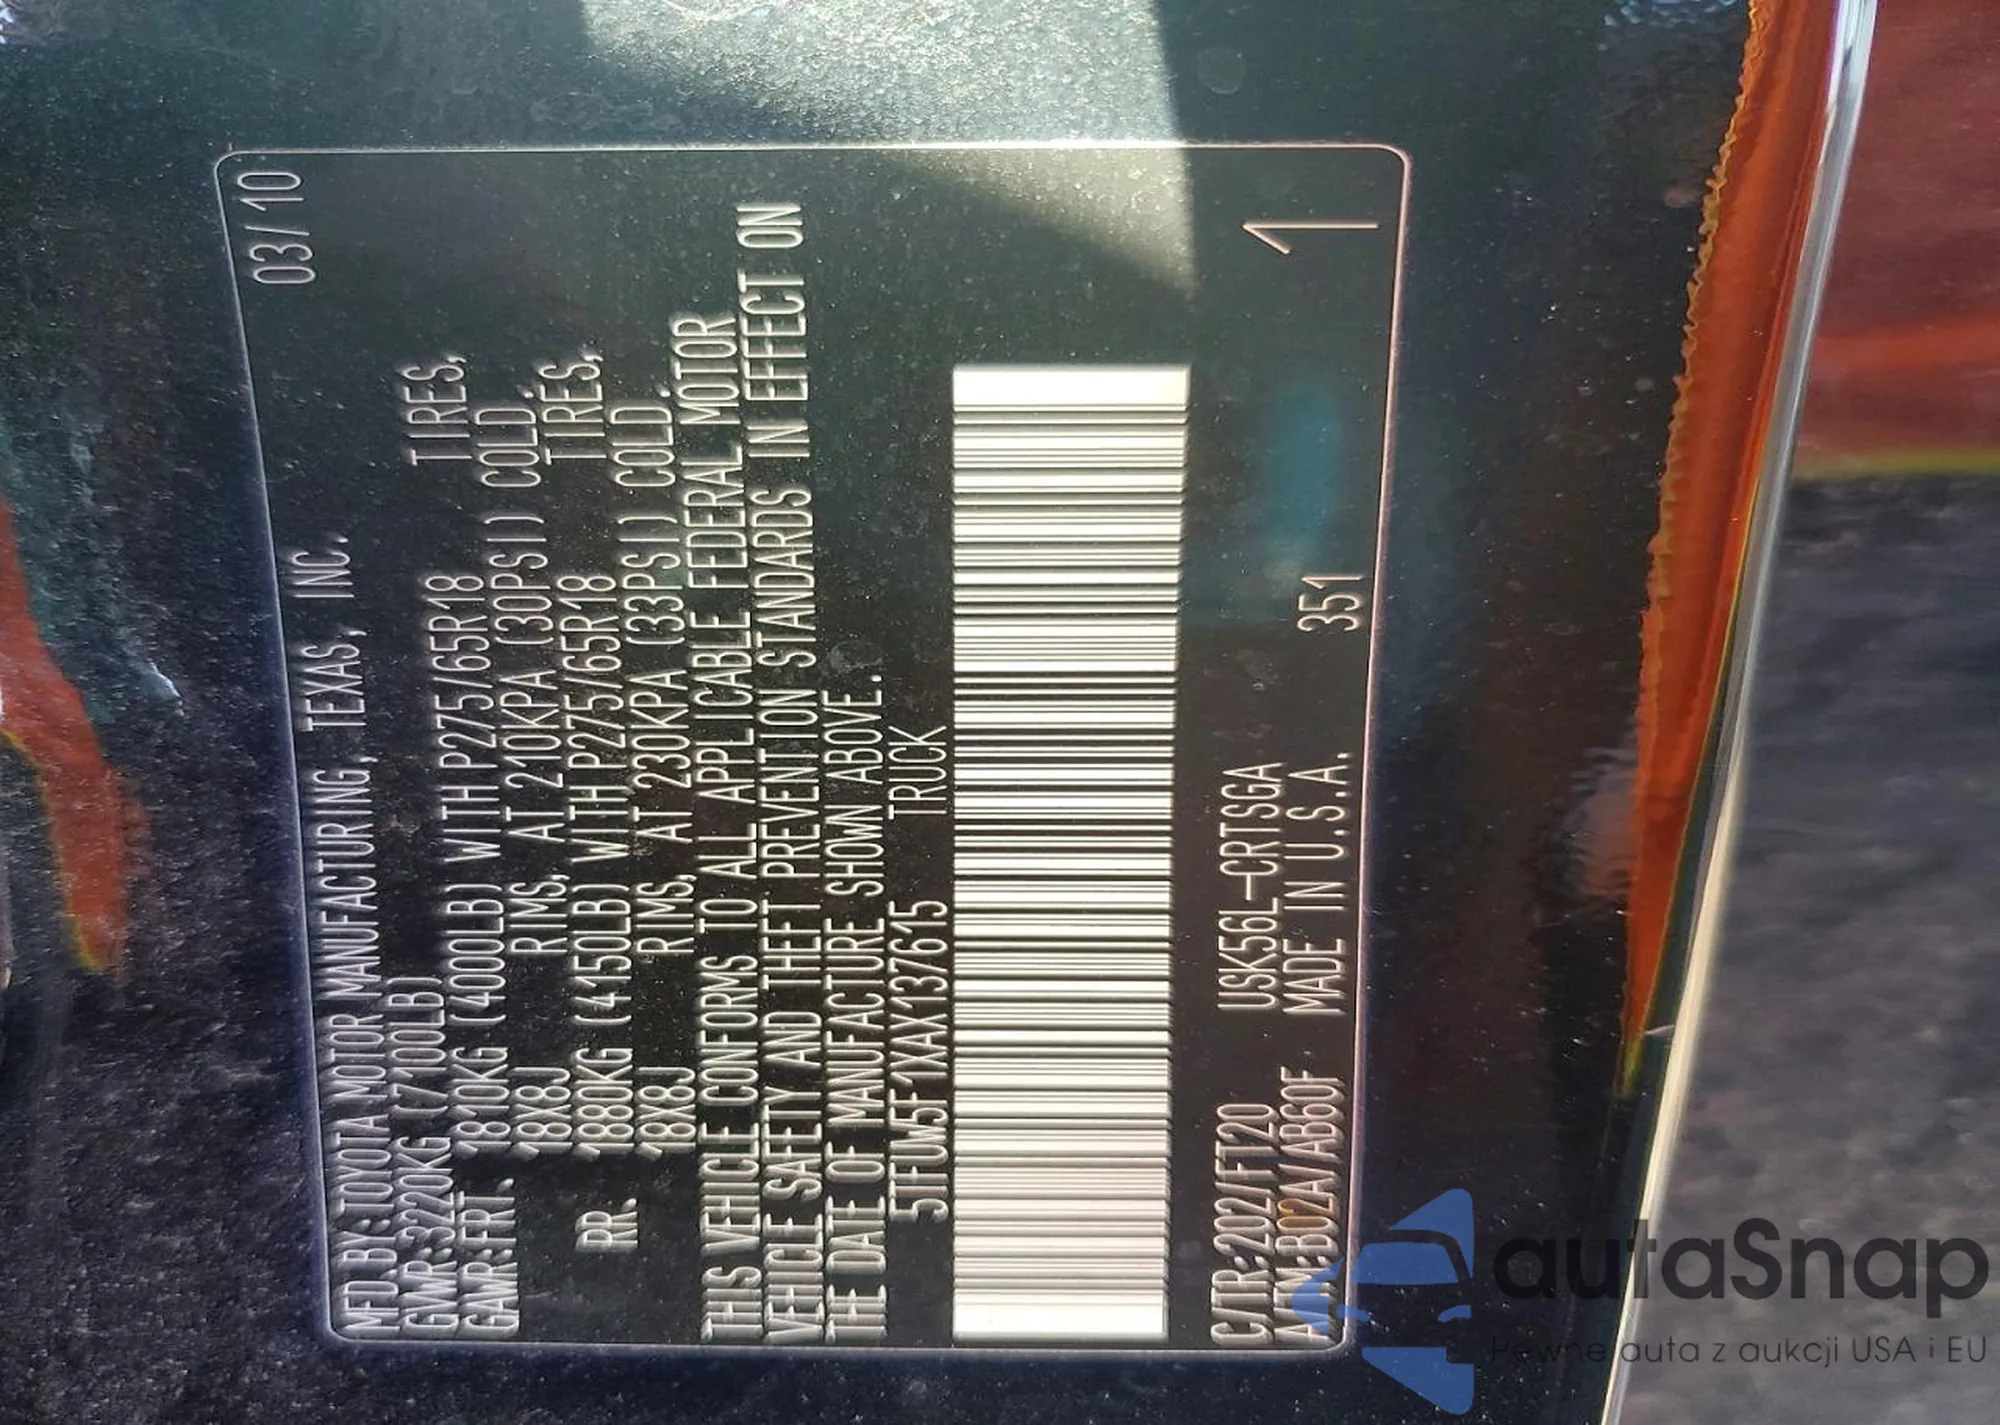 MFD.BY:TOYOTA MOTOR MANUFACTURING, TEXAS, INC. 03/10
GVWR:3220KG (7100LB)
GAWR:FRT. 1810KG (4000LB) WITH P275/65R18 TIRES,
18X8J RIMS, AT 210KPA (30PSI) COLD.
RR. 1880KG (4150LB) WITH P275/65R18 TIRES,
18X8J RIMS, AT 230KPA (33PSI) COLD.
THIS VEHICLE CONFORMS TO ALL APPLICABLE FEDERAL MOTOR
VEHICLE SAFETY AND THEFT PREVENTION STANDARDS IN EFFECT ON
THE DATE OF MANUFACTURE SHOWN ABOVE.
5TFUW5F1XAX137615 TRUCK
C/TR:202/FT20 USK56L-CRTSGA
A/TM:B02A/AB60F MADE IN U.S.A. 351 1
autaSnap
Pewne auta z aukcji USA i EU